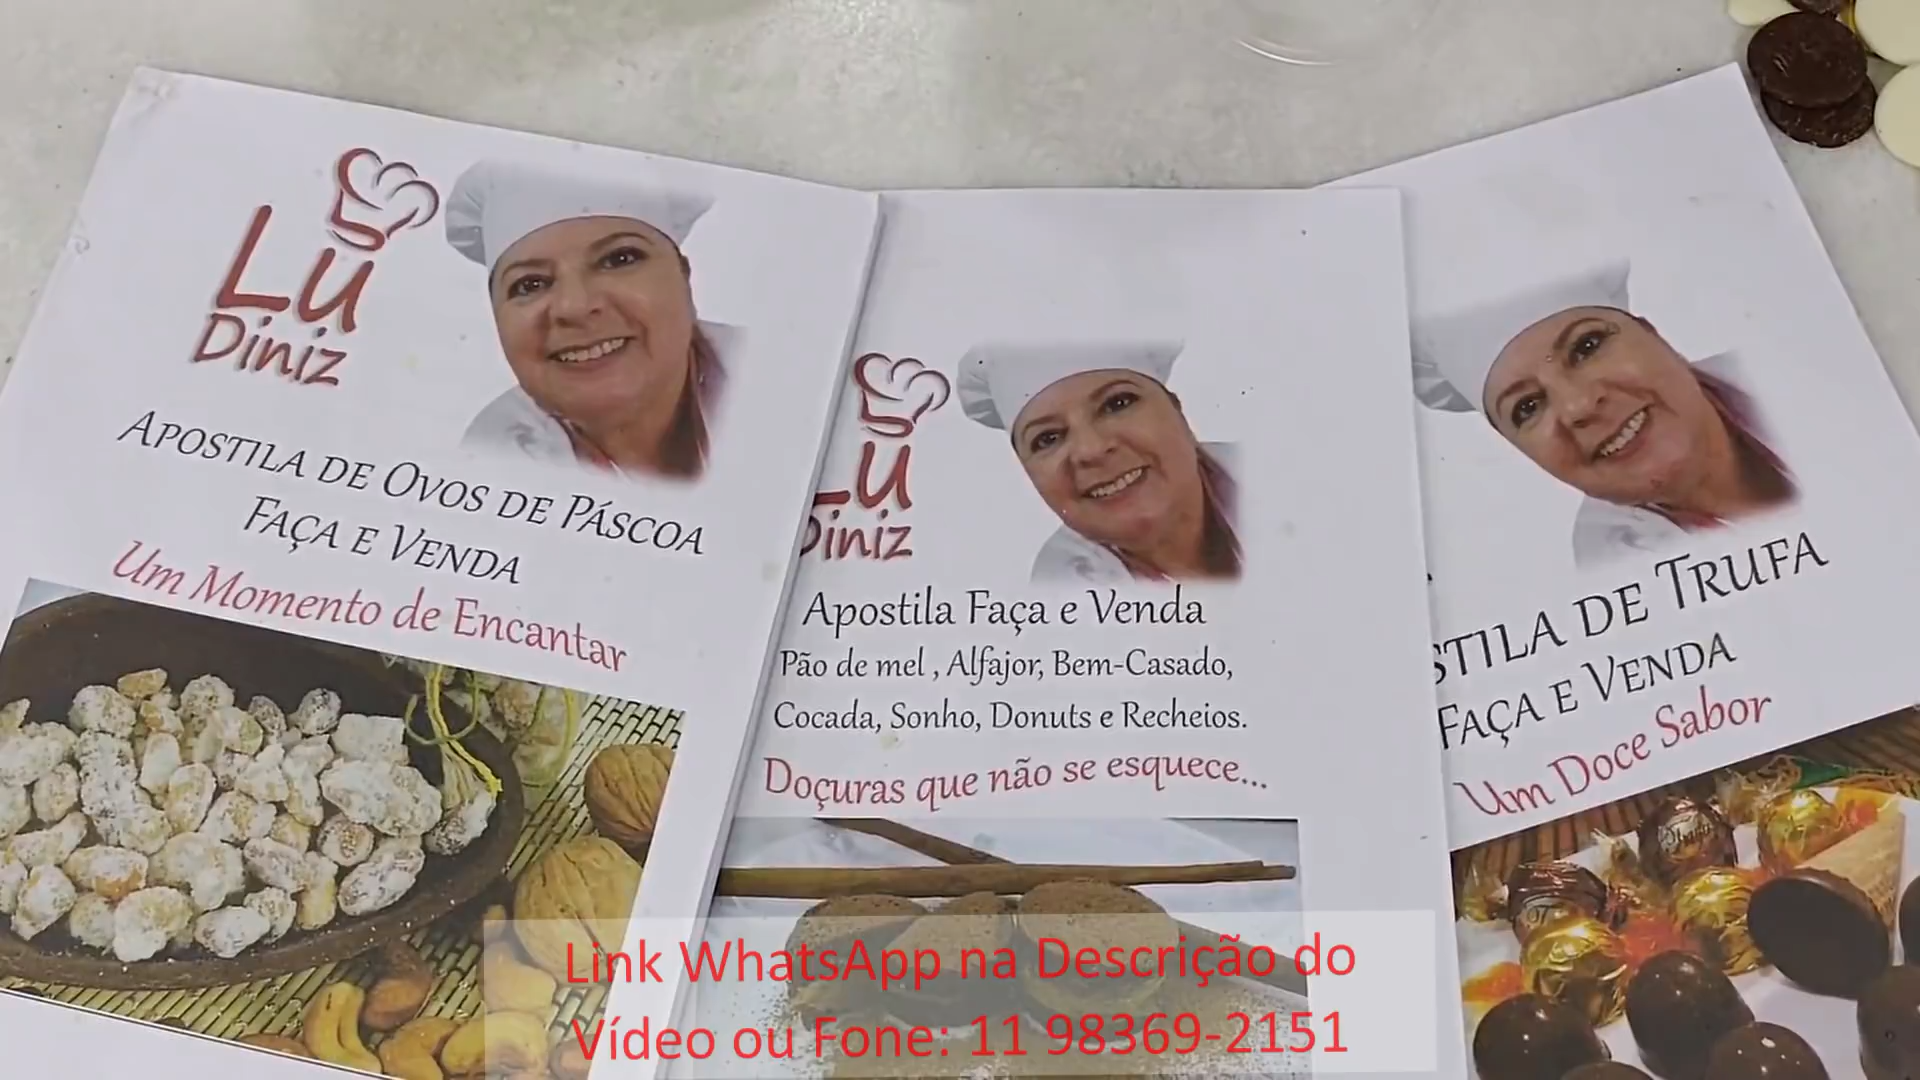 Lu
Diniz
APOSTILA DE OVOS DE PÁSCOA
FAÇA E VENDA
Um Momento de Encantar
Lu
Diniz
Apostila Faça e Venda
Pão de mel , Alfajor, Bem-Casado,
Cocada, Sonho, Donuts e Recheios.
Doçuras que não se esquece...
STILA DE TRUFA
FAÇA E VENDA
Um Doce Sabor
Link WhatsApp na Descrição do
Vídeo ou Fone: 11 98369-2151